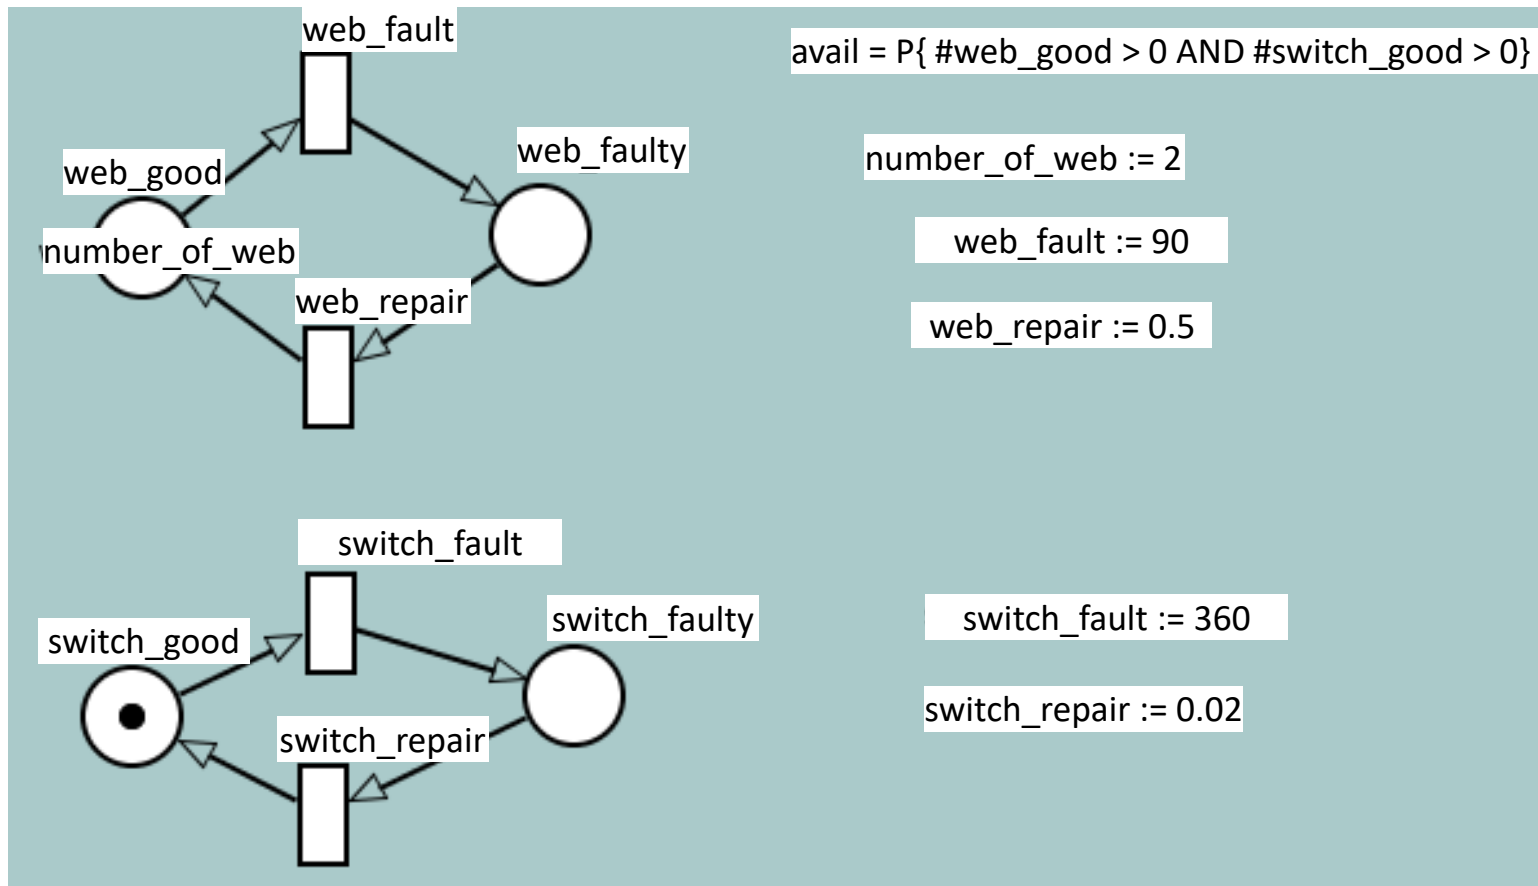 web_fault
avail = P{ #web_good > 0 AND #switch_good > 0}
web_faulty
number_of_web := 2
web_good
number_of_web
web_fault := 90
web_repair
web_repair := 0.5
switch_fault
switch_faulty
switch_fault := 360
switch_good
switch_repair
switch_repair := 0.02